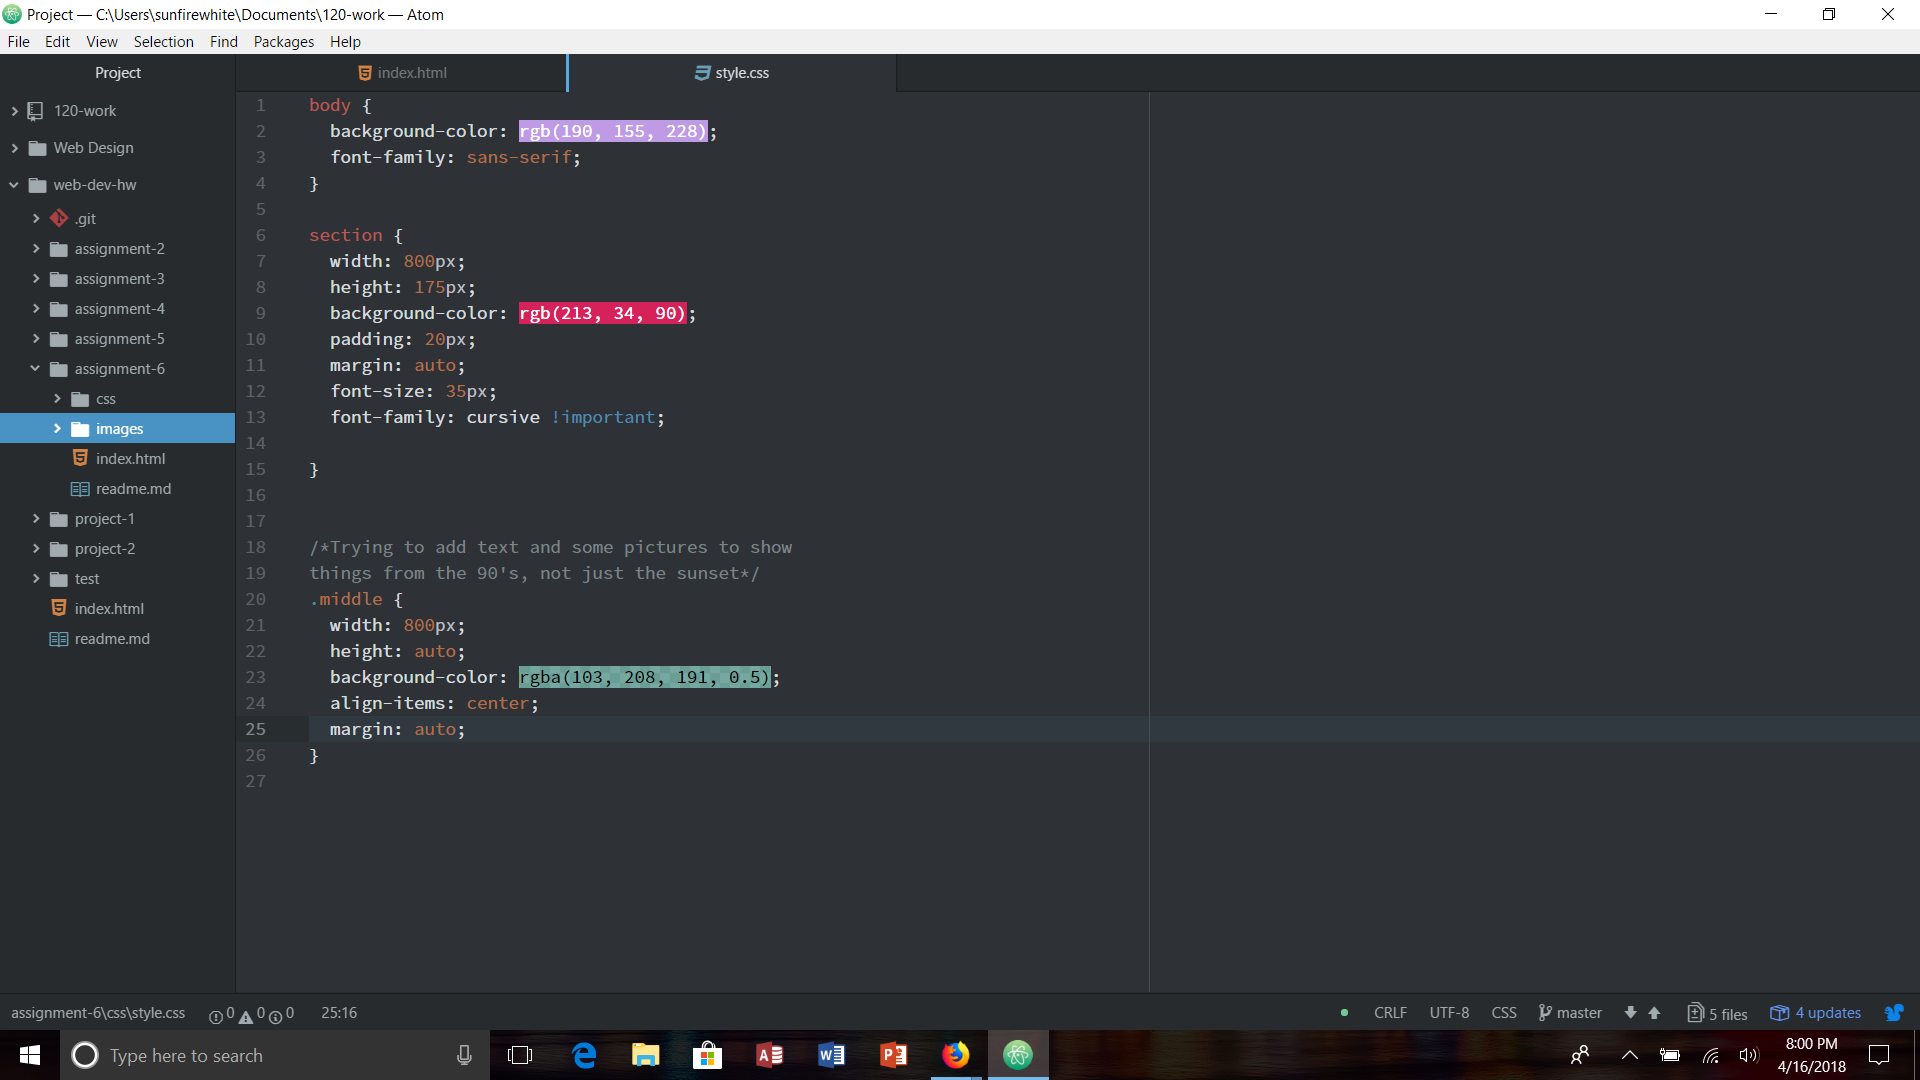 Project — C:\Users\sunfirewhite\Documents\120-work — Atom
File Edit View Selection Find Packages Help
Project
120-work
Web Design
web-dev-hw
.git
assignment-2
assignment-3
assignment-4
assignment-5
assignment-6
css
images
index.html
readme.md
project-1
project-2
test
index.html
readme.md
index.html
style.css
1 body {
2 background-color: rgb(190, 155, 228);
3 font-family: sans-serif;
4 }
5
6 section {
7 width: 800px;
8 height: 175px;
9 background-color: rgb(213, 34, 90);
10 padding: 20px;
11 margin: auto;
12 font-size: 35px;
13 font-family: cursive !important;
14
15 }
16
17
18 /*Trying to add text and some pictures to show
19 things from the 90's, not just the sunset*/
20 .middle {
21 width: 800px;
22 height: auto;
23 background-color: rgba(103, 208, 191, 0.5);
24 align-items: center;
25 margin: auto;
26 }
27
assignment-6\css\style.css 0 0 0 25:16 CRLF UTF-8 CSS master 5 files 4 updates
Type here to search
8:00 PM
4/16/2018